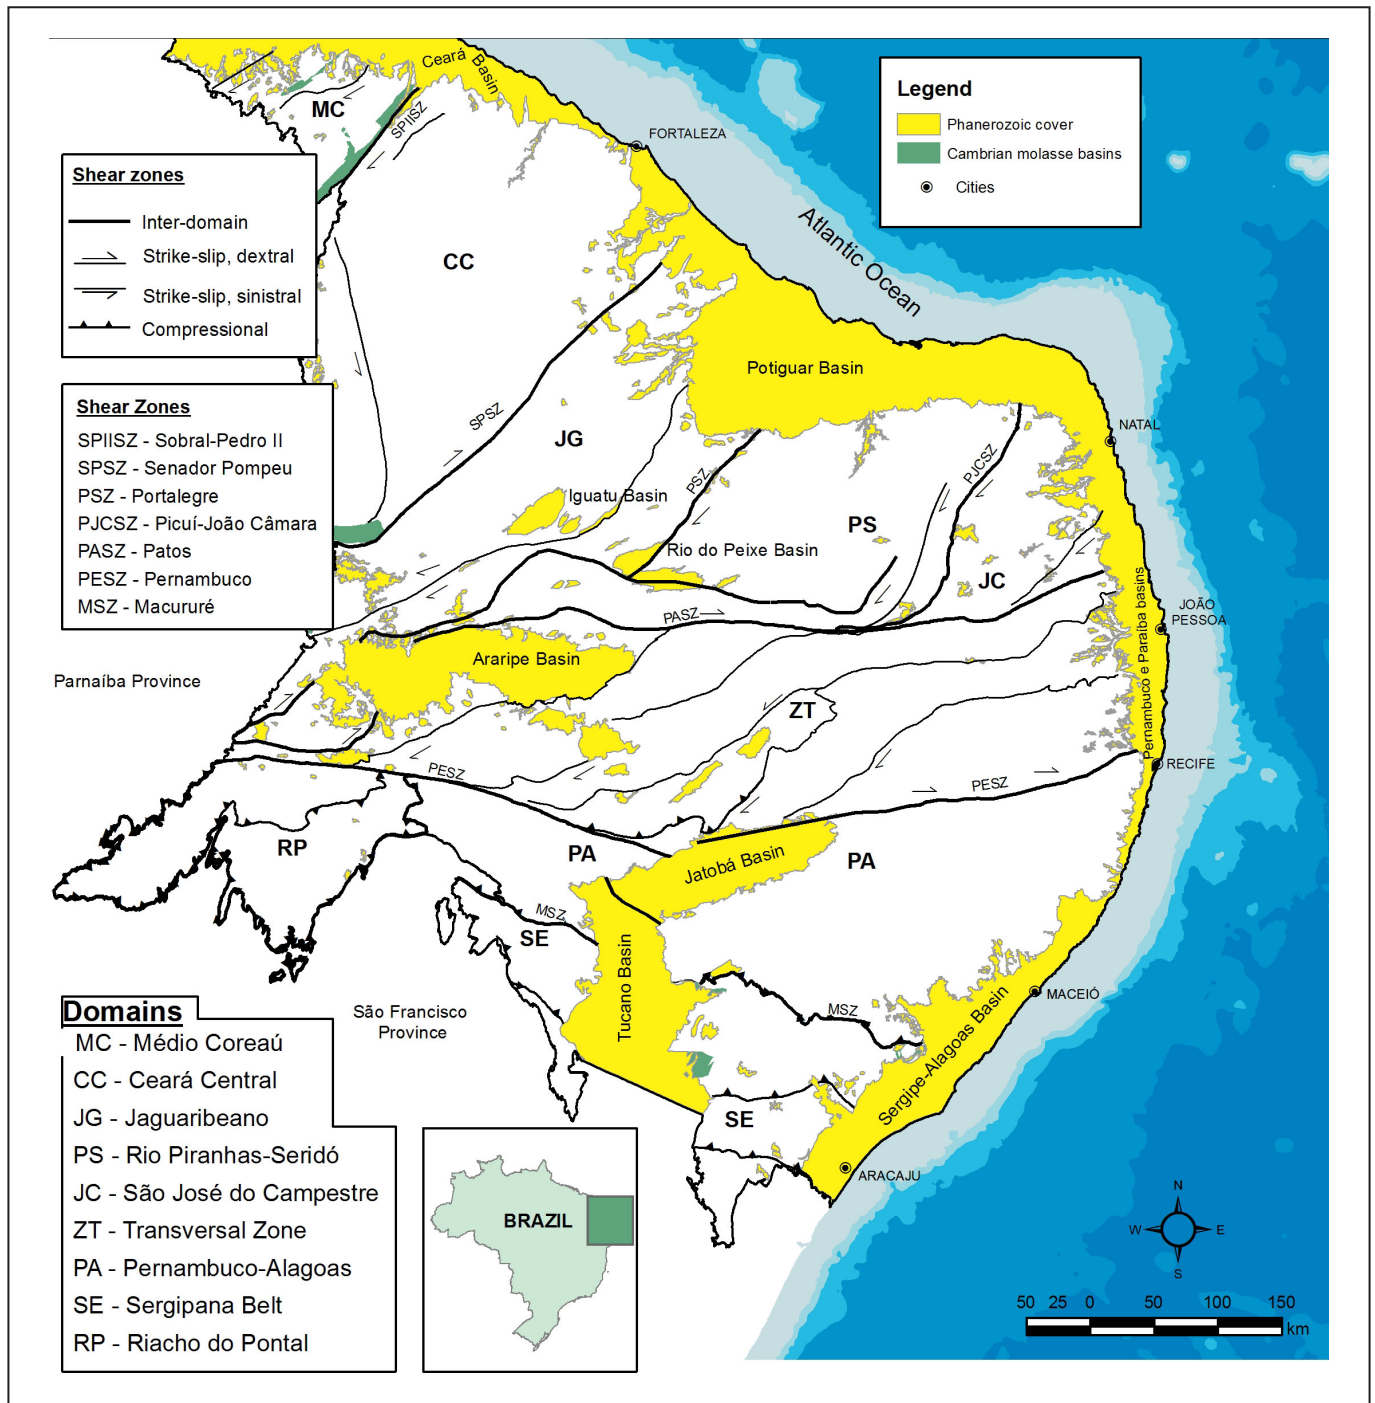 Ceará
Basin
MC
SPIISZ
FORTALEZA
Legend
Phanerozoic cover
Cambrian molasse basins
Cities
Shear zones
Inter-domain
Strike-slip, dextral
Strike-slip, sinistral
Compressional
CC
Atlantic Ocean
Potiguar Basin
Shear Zones
SPIISZ - Sobral-Pedro II
SPSZ - Senador Pompeu
PSZ - Portalegre
PJCSZ - Picuí-João Câmara
PASZ - Patos
PESZ - Pernambuco
MSZ - Macururé
SPSZ
JG
NATAL
PSZ
PJCSZ
Iguatu Basin
PS
Rio do Peixe Basin
JC
PASZ
JOÃO
PESSOA
Pernambuco e Paraíba basins
Araripe Basin
Parnaíba Province
ZT
PESZ
PESZ
RECIFE
RP
PA
Jatobá Basin
PA
MSZ
SE
Tucano Basin
São Francisco
Province
MSZ
MACEIÓ
Sergipe-Alagoas Basin
SE
ARACAJU
Domains
MC - Médio Coreaú
CC - Ceará Central
JG - Jaguaribeano
PS - Rio Piranhas-Seridó
JC - São José do Campestre
ZT - Transversal Zone
PA - Pernambuco-Alagoas
SE - Sergipana Belt
RP - Riacho do Pontal
BRAZIL
N
W E
S
50 25 0 50 100 150
km